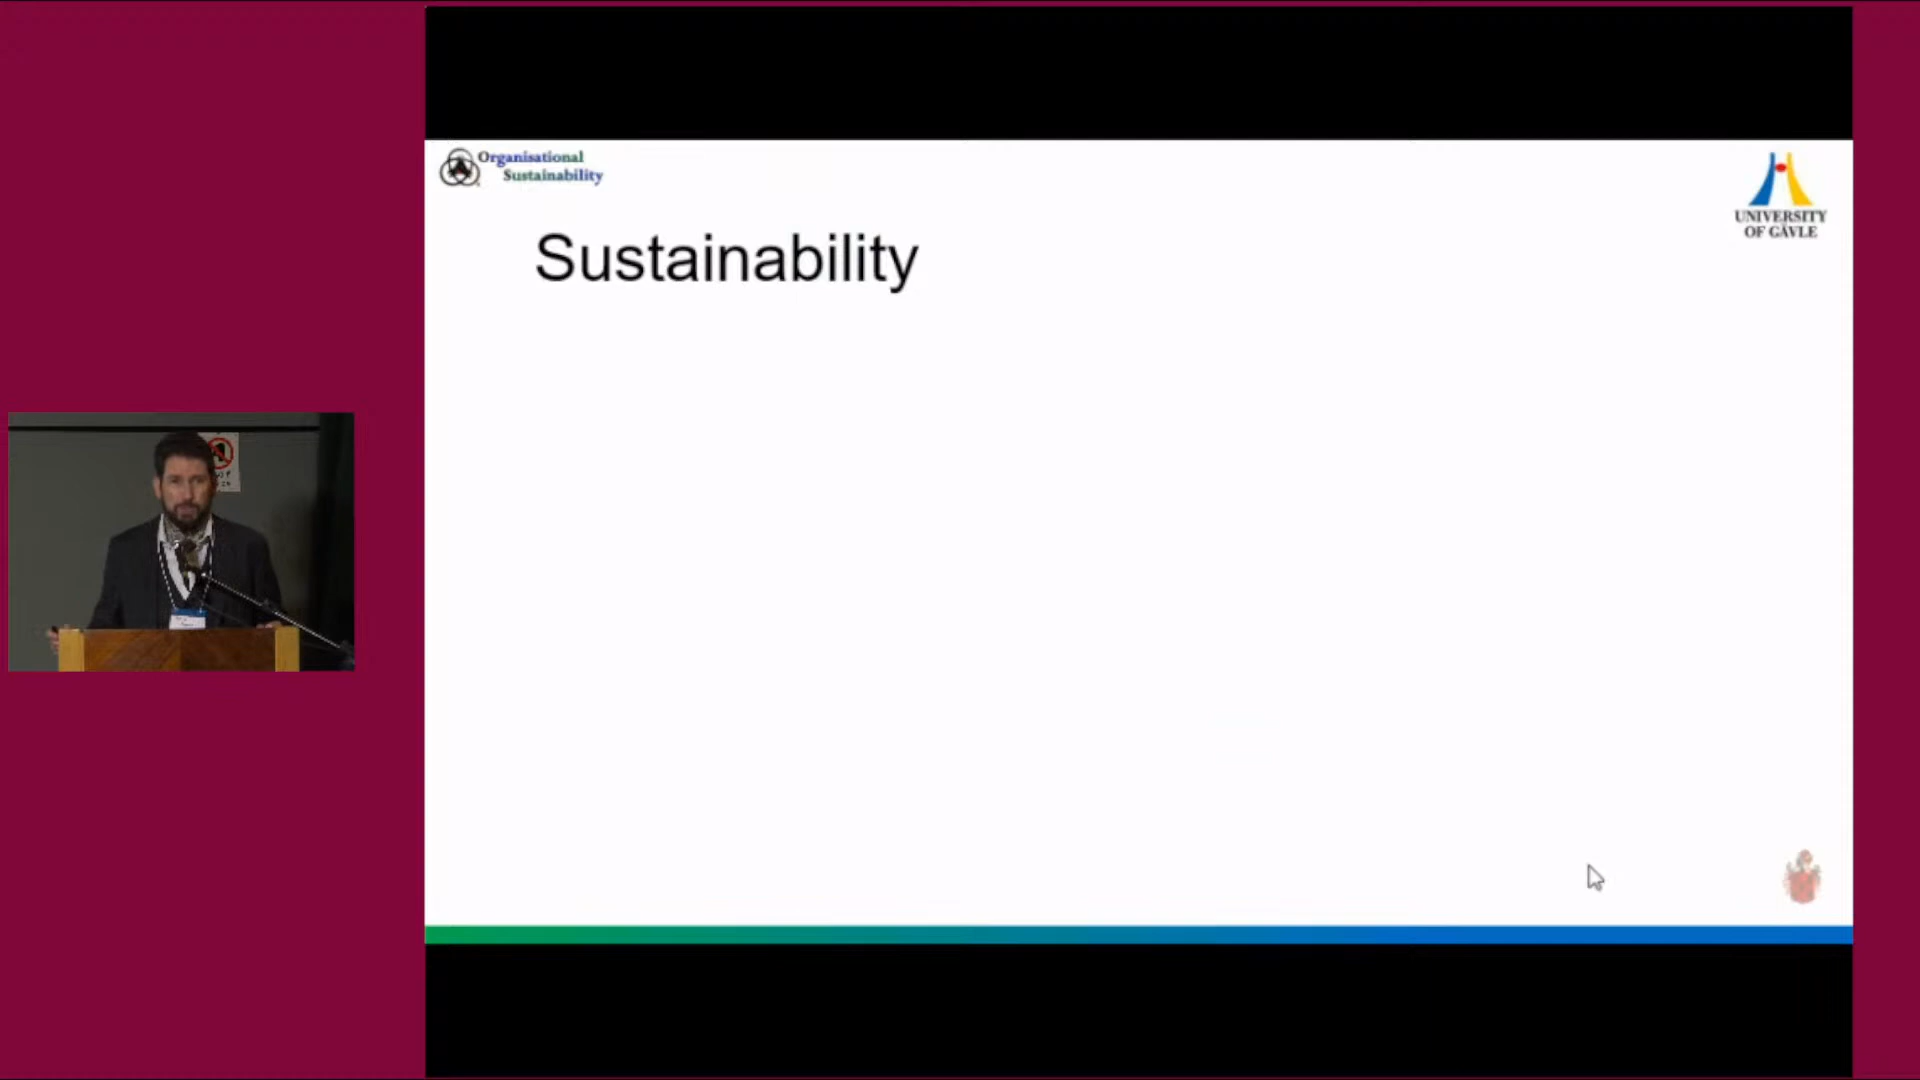 Organisational
Sustainability
UNIVERSITY
OF GÄVLE
Sustainability